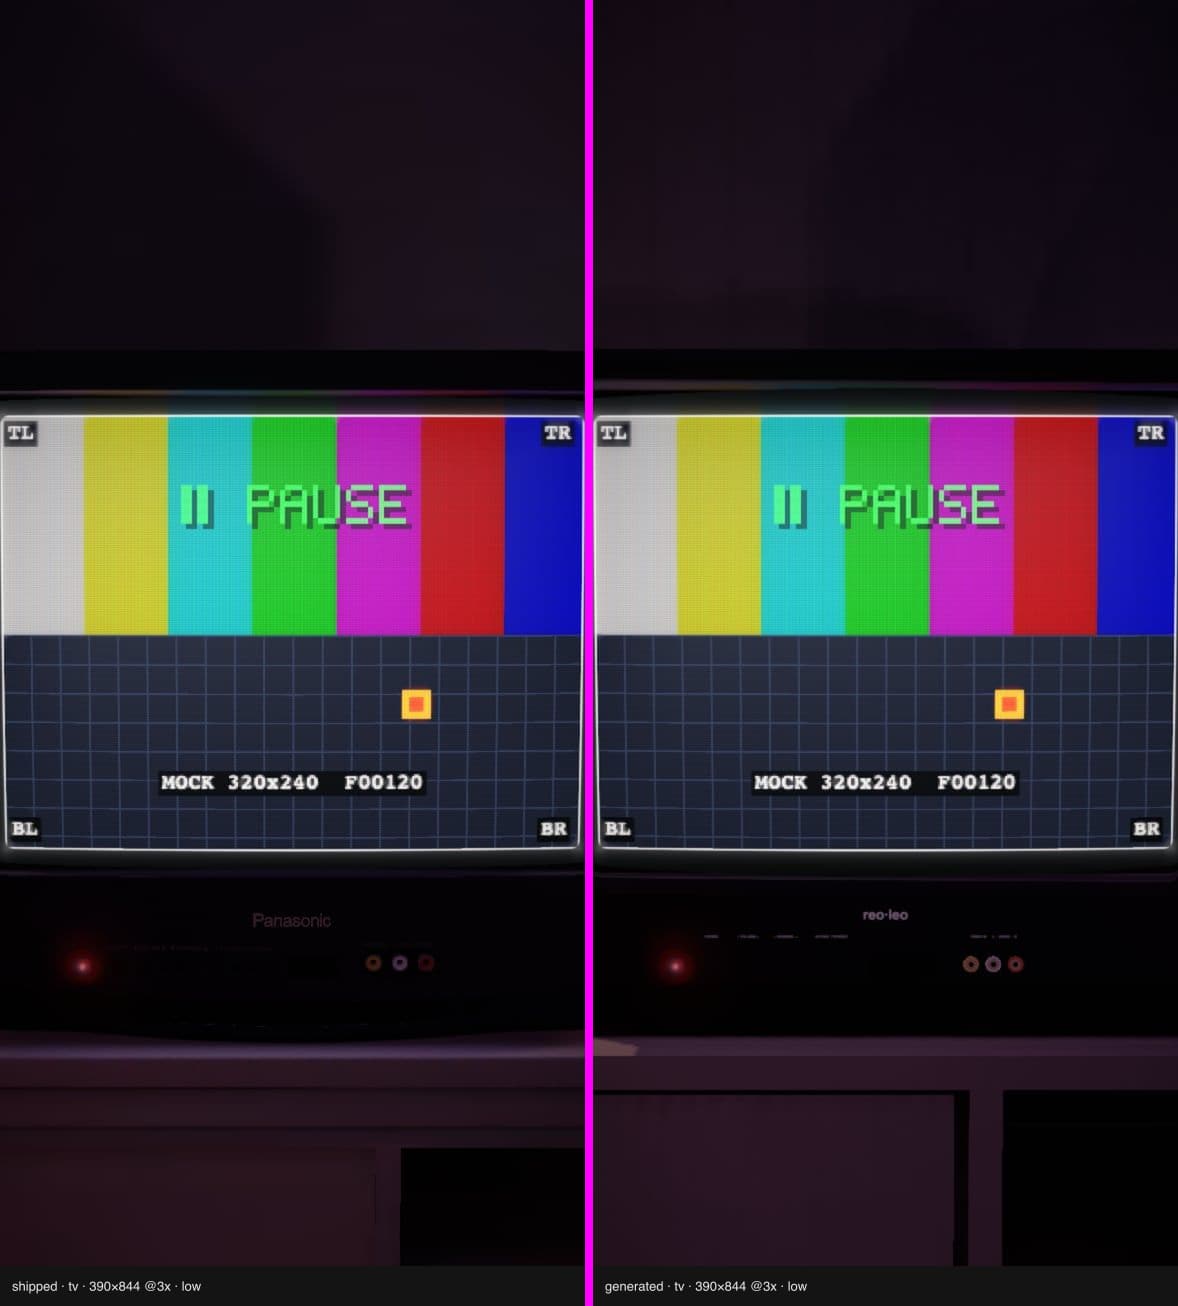 TL
TR
II PAUSE
MOCK 320x240 F00120
BL
BR
Panasonic
shipped · tv · 390×844 @3x · low
TL
TR
II PAUSE
MOCK 320x240 F00120
BL
BR
reo·leo
generated · tv · 390×844 @3x · low